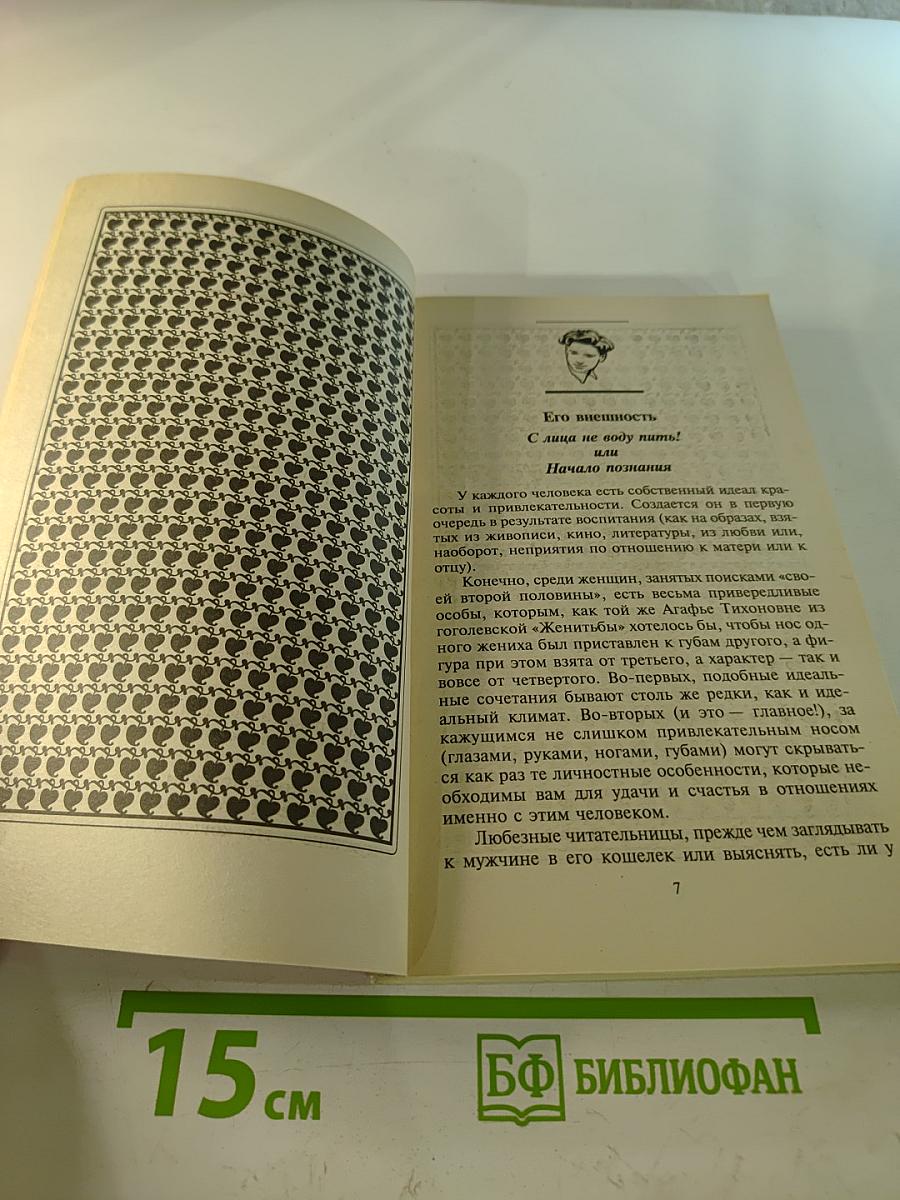 Его внешность
С лица не воду пить!
или
Начало познания
У каждого человека есть собственный идеал кра-
соты и привлекательности. Создается он в первую
очередь в результате воспитания (как на образах, взя-
тых из живописи, кино, литературы, из любви или,
наоборот, неприятия по отношению к матери или к
отцу).
Конечно, среди женщин, занятых поисками «сво-
ей второй половины», есть весьма привередливые
особы, которым, как той же Агафье Тихоновне из
гоголевской «Женитьбы» хотелось бы, чтобы нос од-
ного жениха был приставлен к губам другого, а фи-
гура при этом взята от третьего, а характер — так и
вовсе от четвертого. Во-первых, подобные идеаль-
ные сочетания бывают столь же редки, как и иде-
альный климат. Во-вторых (и это — главное!), за
кажущимся не слишком привлекательным носом
(глазами, руками, ногами, губами) могут скрывать-
ся как раз те личностные особенности, которые не-
обходимы вам для удачи и счастья в отношениях
именно с этим человеком.
Любезные читательницы, прежде чем заглядывать
к мужчине в его кошелек или выяснять, есть ли у
7
15 см
БФ БИБЛИОФАН